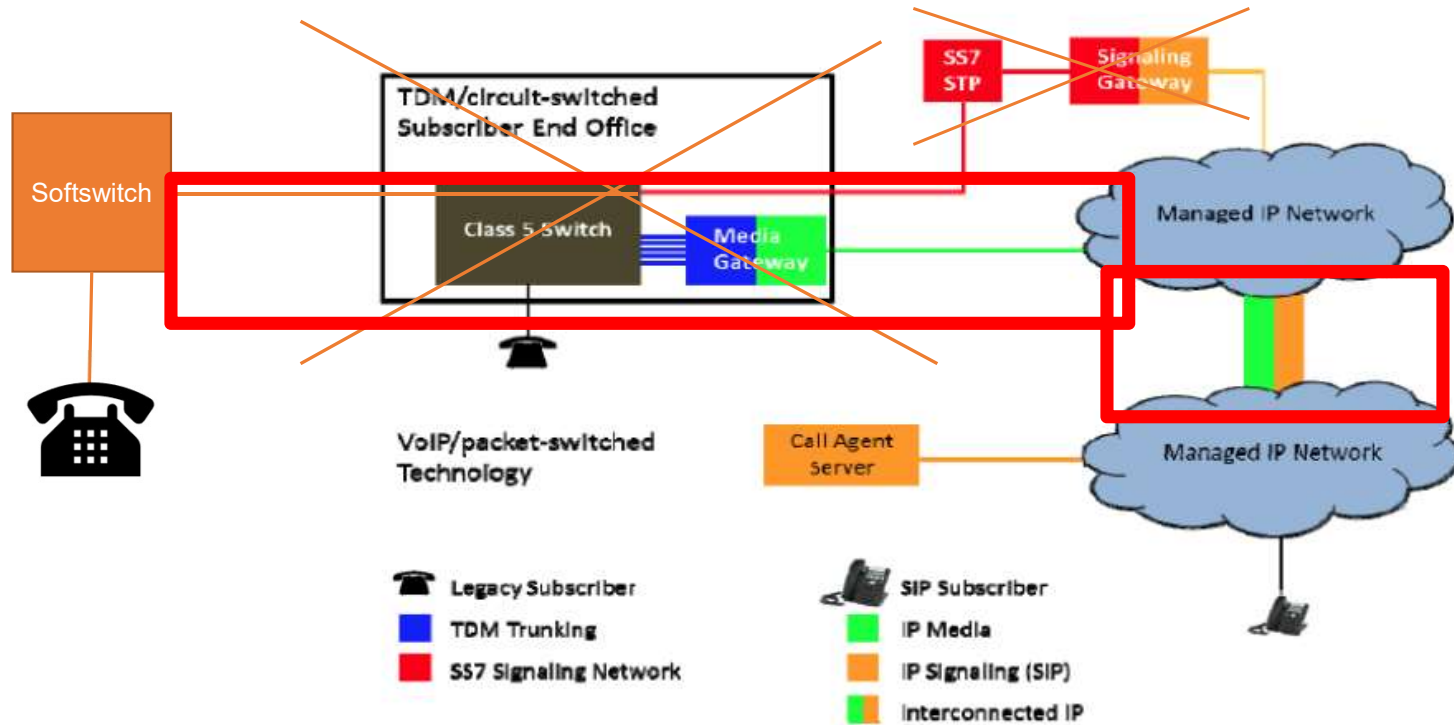 SS7
STP
Signaling
Gateway
TDM/circuit-switched
Subscriber End Office
Softswitch
Class 5 Switch
Media
Gateway
Managed IP Network
VoIP/packet-switched
Technology
Call Agent
Server
Managed IP Network
Legacy Subscriber
SIP Subscriber
TDM Trunking
IP Media
SS7 Signaling Network
IP Signaling (SIP)
Interconnected IP